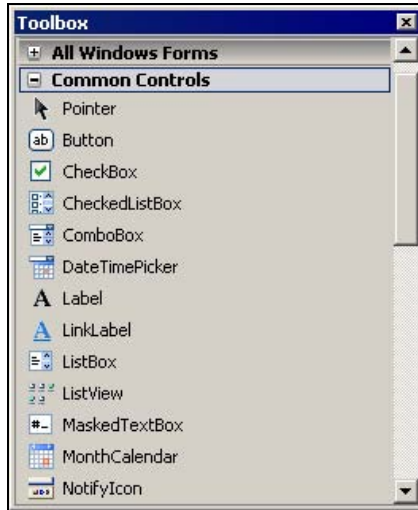 Toolbox
All Windows Forms
Common Controls
Pointer
ab Button
CheckBox
CheckedListBox
ComboBox
DateTimePicker
A Label
A LinkLabel
ListBox
ListView
#_ MaskedTextBox
MonthCalendar
NotifyIcon